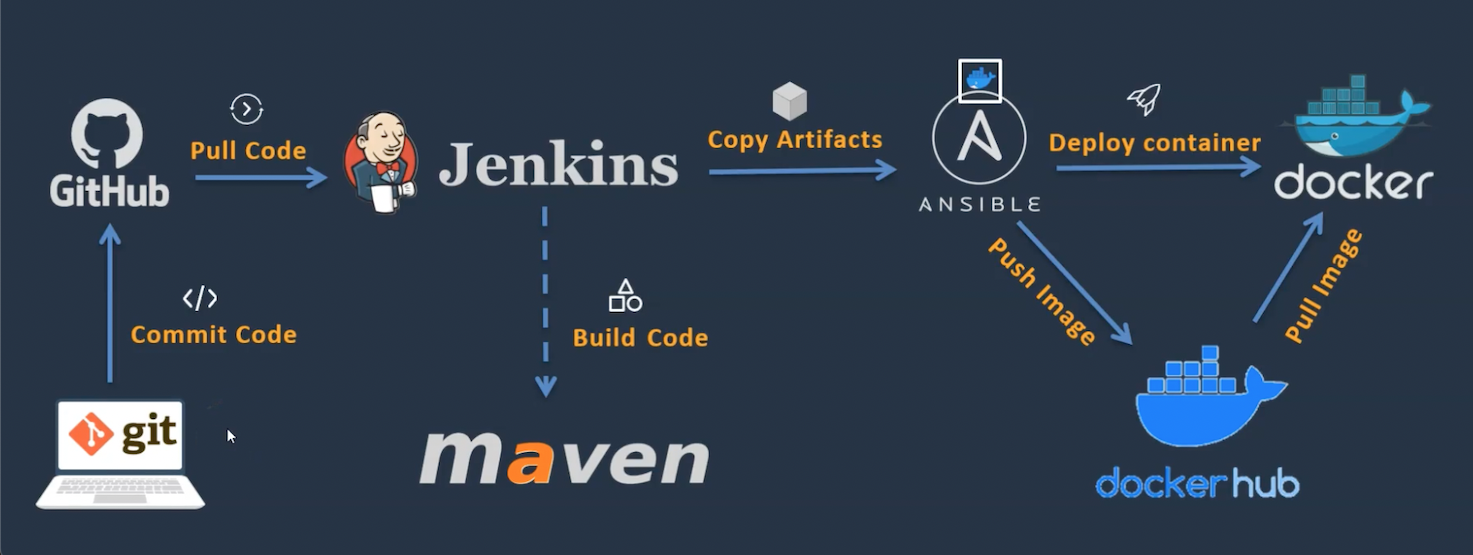 GitHub
Pull Code
Jenkins
Copy Artifacts
ANSIBLE
Deploy container
docker
Commit Code
Build Code
Push Image
Pull Image
git
maven
dockerhub